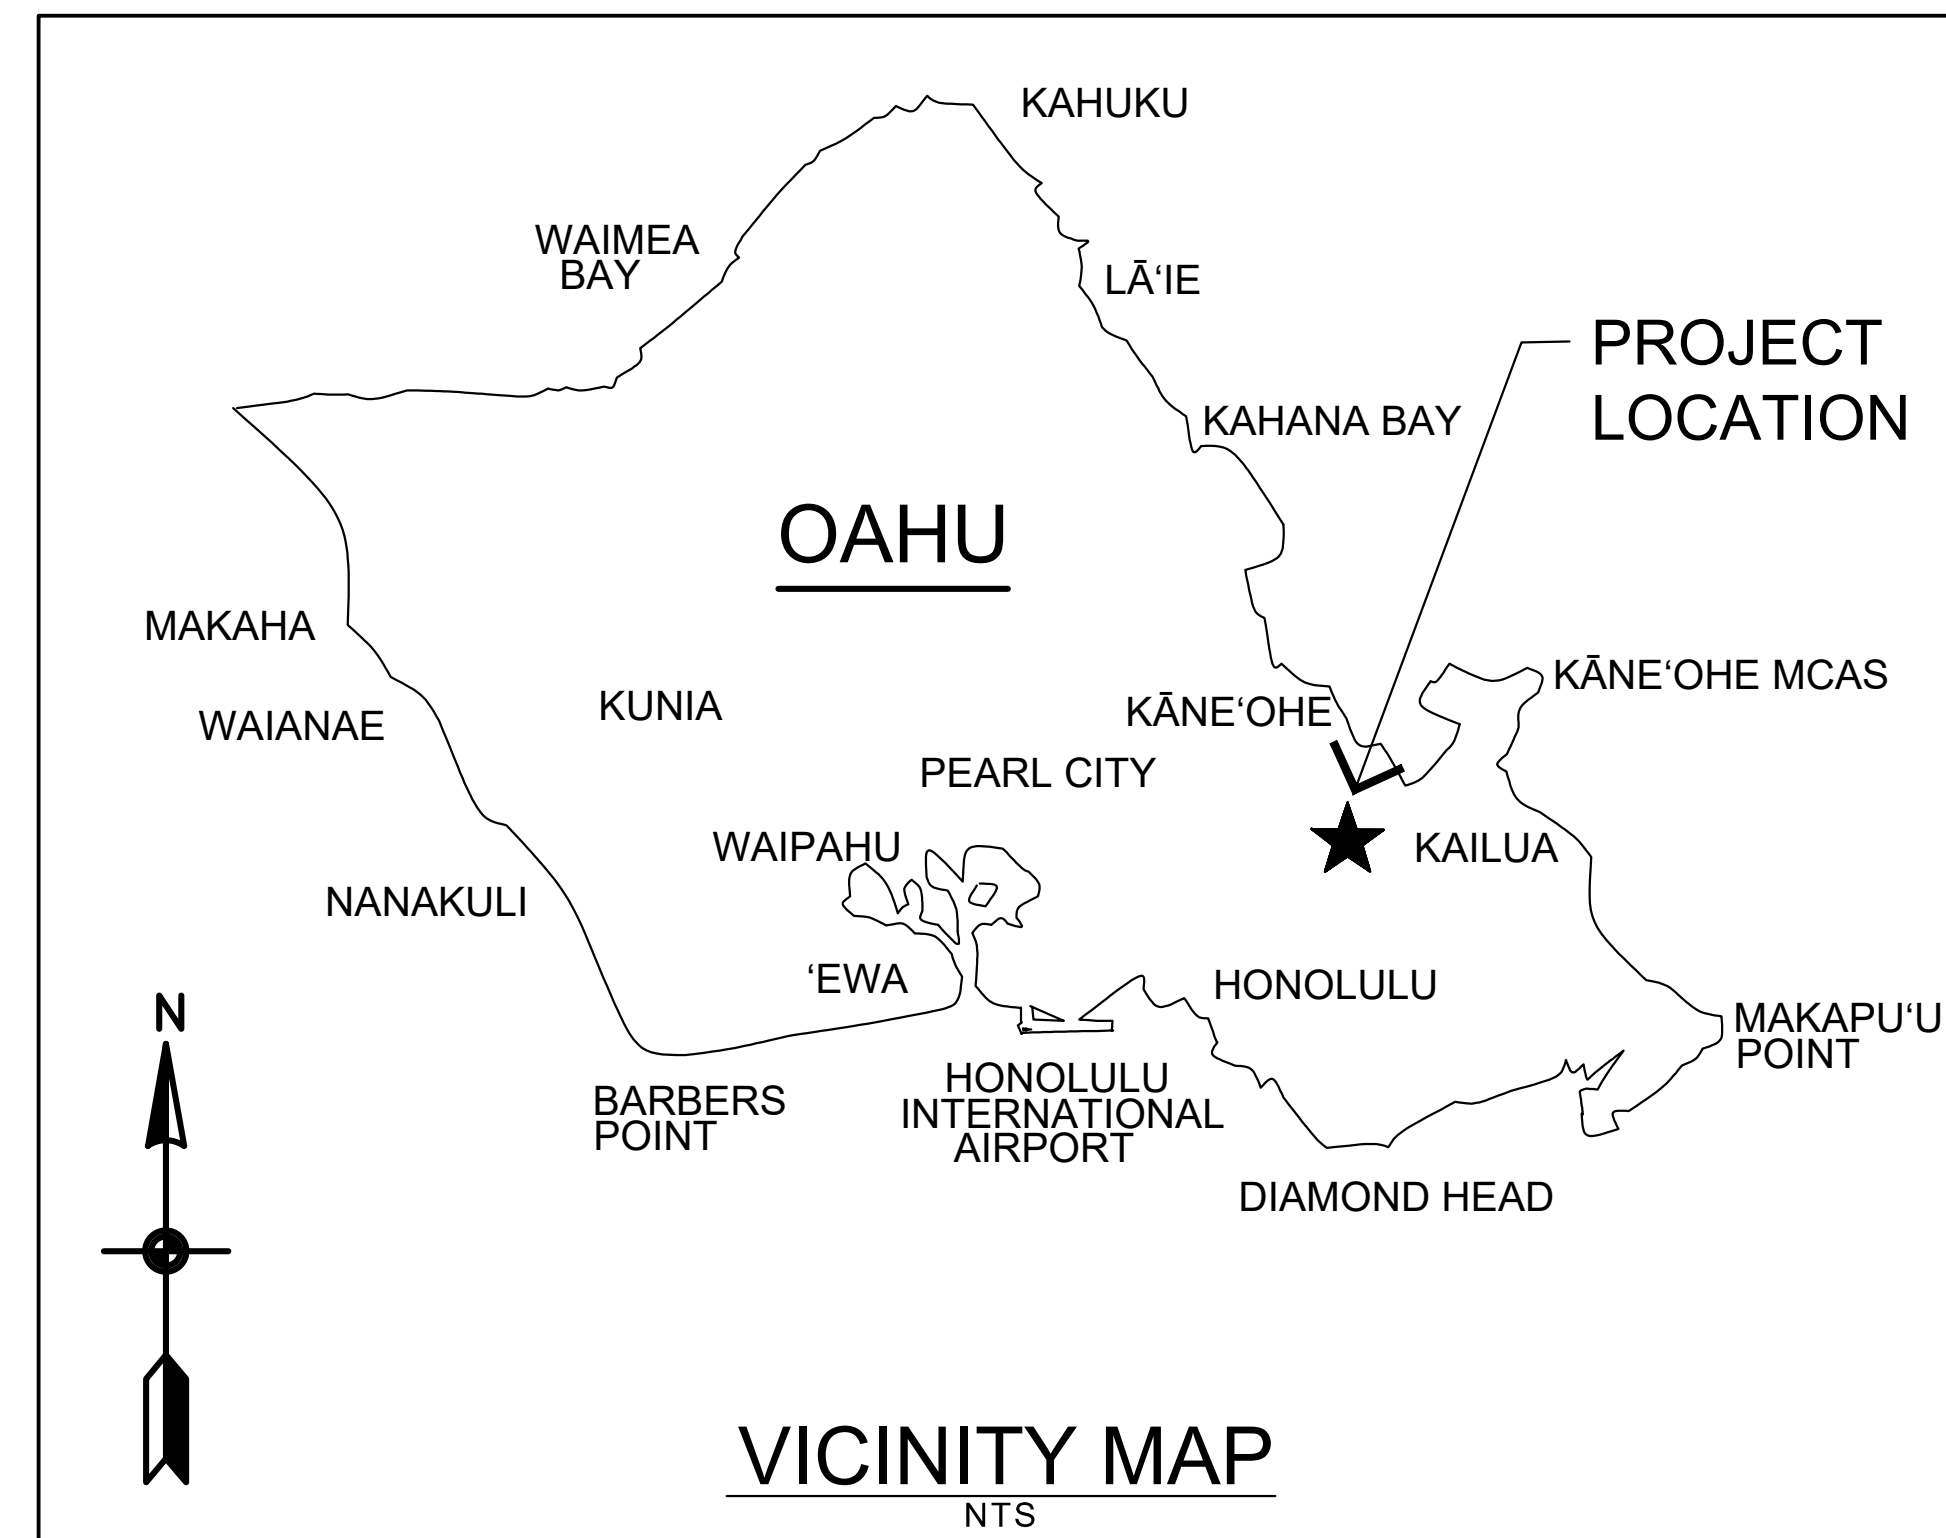 KAHUKU
WAIMEA
BAY
LĀ‘IE
PROJECT
LOCATION
KAHANA BAY
OAHU
MAKAHA
KĀNE‘OHE MCAS
KUNIA
KĀNE‘OHE
WAIANAE
PEARL CITY
WAIPAHU
KAILUA
NANAKULI
‘EWA
HONOLULU
N
MAKAPU‘U
POINT
HONOLULU
INTERNATIONAL
AIRPORT
BARBERS
POINT
DIAMOND HEAD
VICINITY MAP
NTS